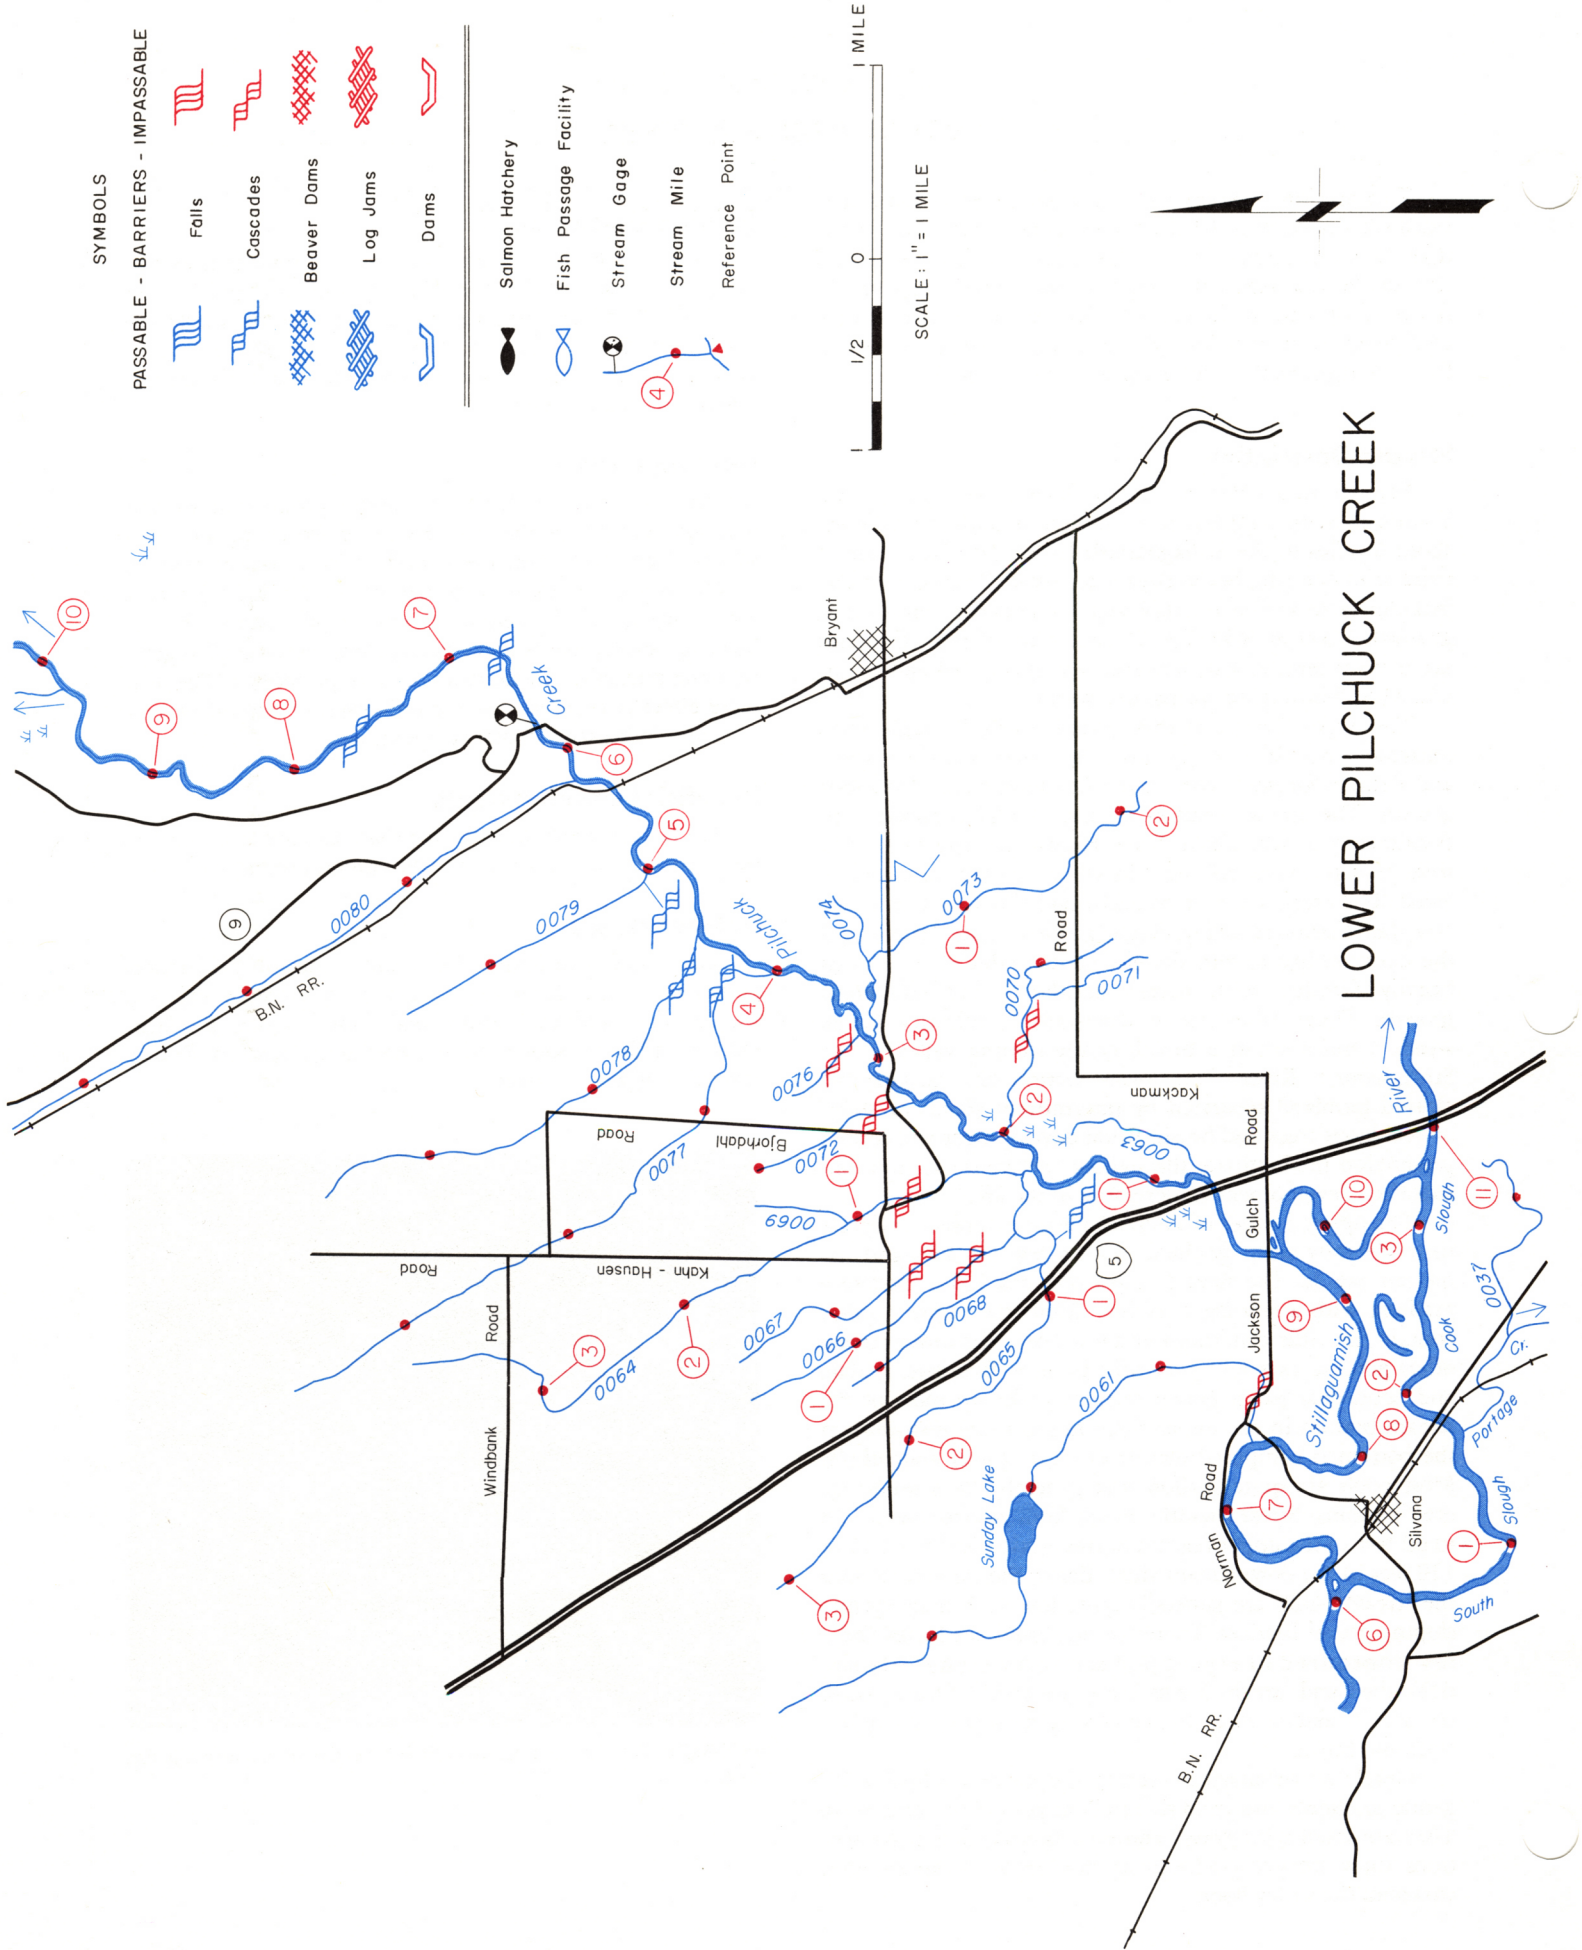 SYMBOLS
PASSABLE - BARRIERS - IMPASSABLE
Falls
Cascades
Beaver Dams
Log Jams
Dams
Salmon Hatchery
Fish Passage Facility
Stream Gage
Stream Mile
Reference Point
4
1
1/2
0
1 MILE
SCALE : 1" = 1 MILE
LOWER PILCHUCK CREEK
10
9
8
7
6
5
4
3
2
1
Creek
Pilchuck
Bryant
9
B.N. RR.
0080
0079
0078
0077
0076
0074
0073
1
2
0072
0070
0071
Road
Kackman
Road
Gulch
Jackson
0063
Road
Bjorhdahl
0069
1
Road
Kahn - Hausen
Road
Windbank
0064
2
3
0067
0066
1
0068
0065
1
2
3
5
0061
Sunday Lake
River
11
10
9
Stillaguamish
8
7
6
Road
Norman
Slough
Cook
3
2
1
Slough
South
Silvana
Portage
Cr.
0037
B.N. RR.